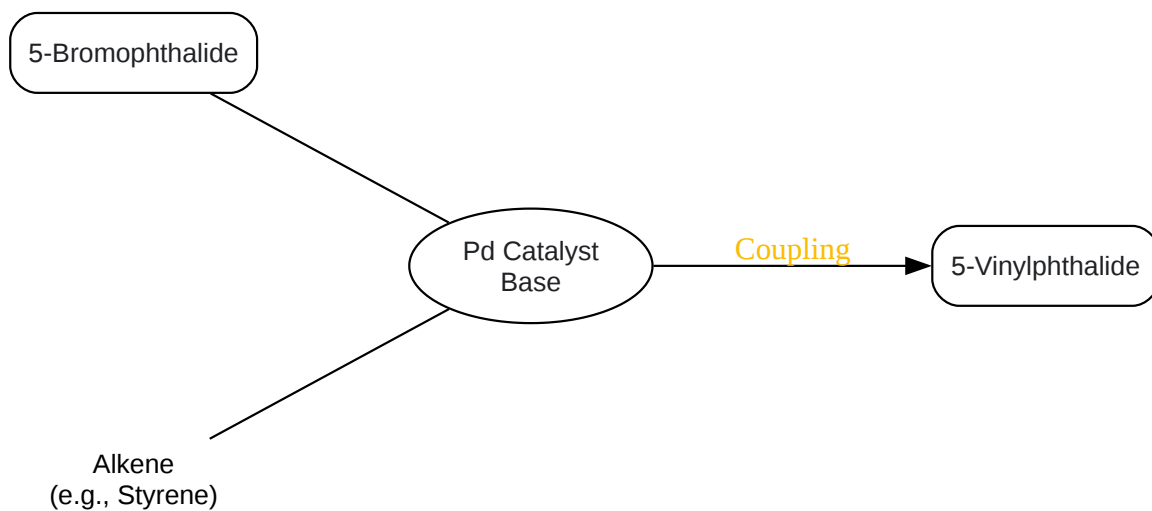 5-Bromophthalide
Pd Catalyst
Base
Coupling
5-Vinylphthalide
Alkene
(e.g., Styrene)